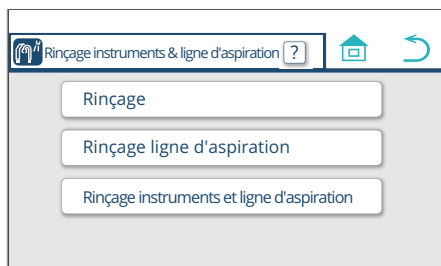 Rinçage instruments & ligne d'aspiration ?
Rinçage
Rinçage ligne d'aspiration
Rinçage instruments et ligne d'aspiration